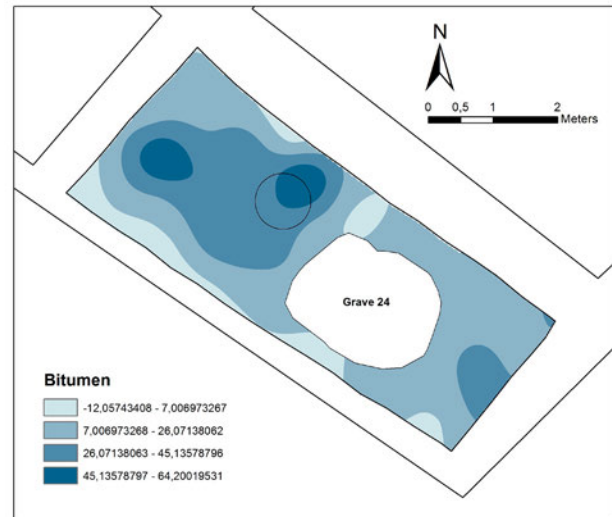 N
0 0,5 1 2
Meters
Grave 24
Bitumen
-12,05743408 - 7,006973267
7,006973268 - 26,07138062
26,07138063 - 45,13578796
45,13578797 - 64,20019531